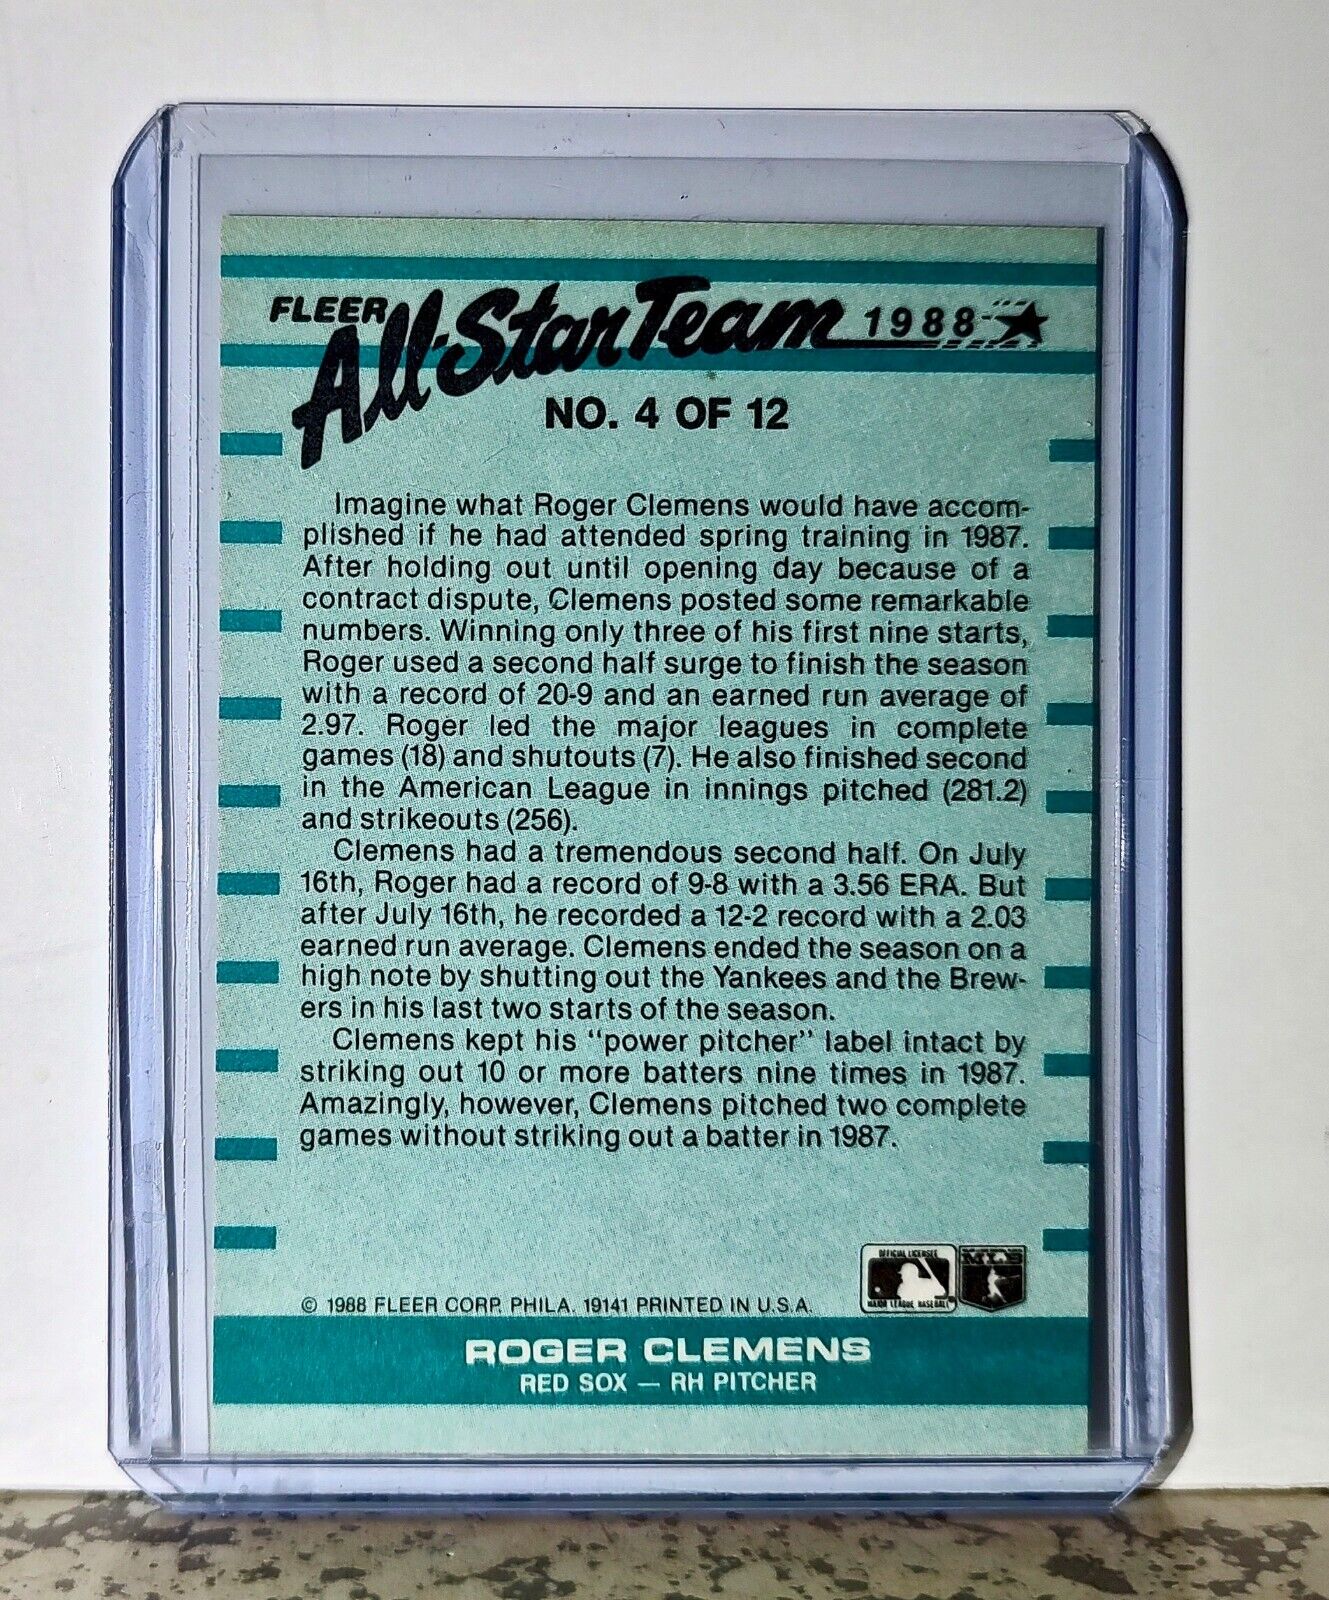 FLEER All-Star Team 1988
NO. 4 OF 12
Imagine what Roger Clemens would have accom-
plished if he had attended spring training in 1987.
After holding out until opening day because of a
contract dispute, Clemens posted some remarkable
numbers. Winning only three of his first nine starts,
Roger used a second half surge to finish the season
with a record of 20-9 and an earned run average of
2.97. Roger led the major leagues in complete
games (18) and shutouts (7). He also finished second
in the American League in innings pitched (281.2)
and strikeouts (256).
Clemens had a tremendous second half. On July
16th, Roger had a record of 9-8 with a 3.56 ERA. But
after July 16th, he recorded a 12-2 record with a 2.03
earned run average. Clemens ended the season on a
high note by shutting out the Yankees and the Brew-
ers in his last two starts of the season.
Clemens kept his "power pitcher" label intact by
striking out 10 or more batters nine times in 1987.
Amazingly, however, Clemens pitched two complete
games without striking out a batter in 1987.
OFFICIAL LICENSEE
MAJOR LEAGUE BASEBALL
© 1988 FLEER CORP. PHILA. 19141 PRINTED IN U.S.A.
ROGER CLEMENS
RED SOX — RH PITCHER